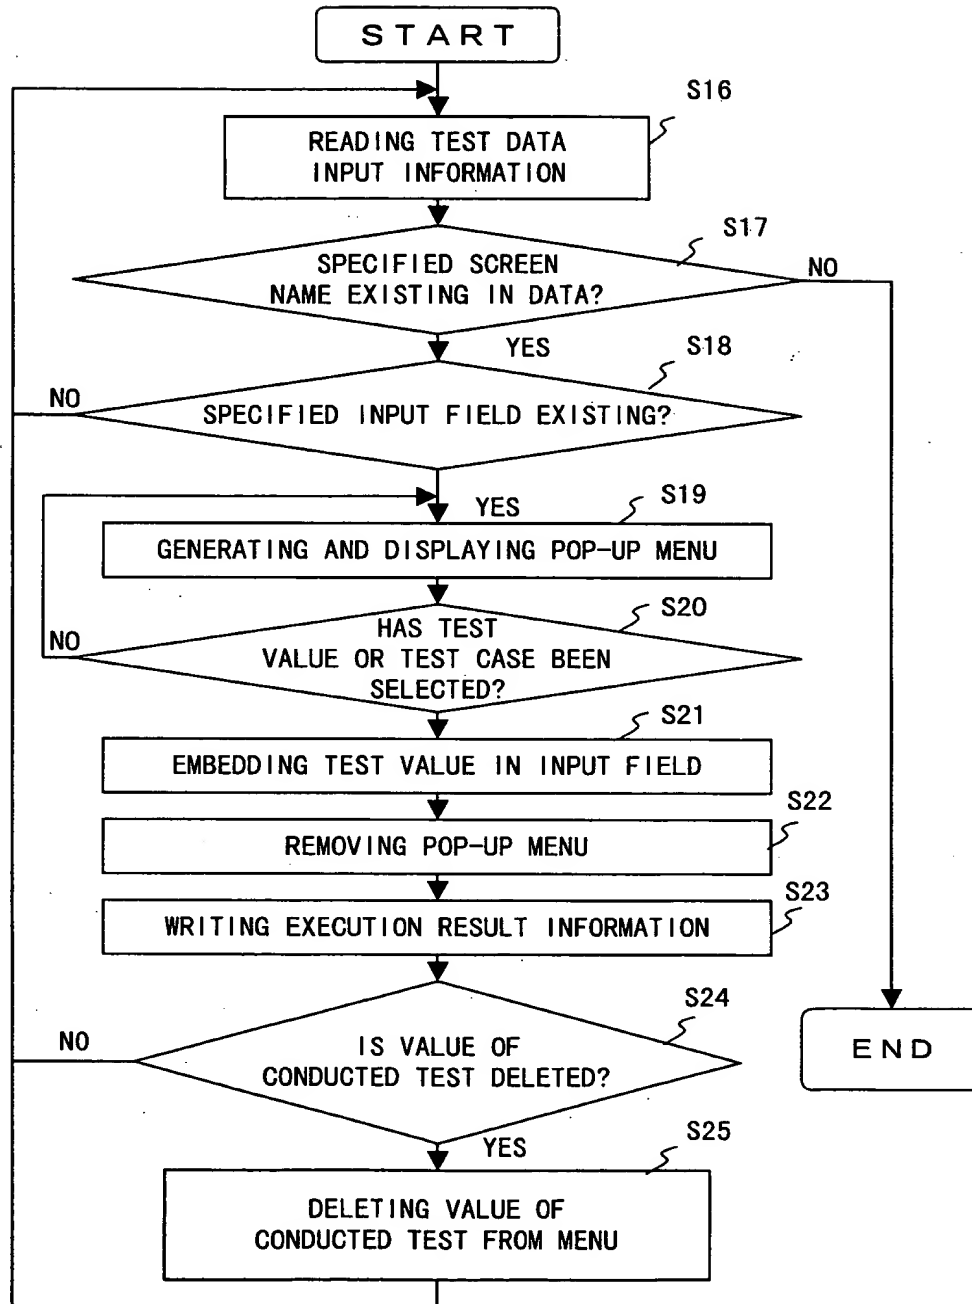 START
S16
READING TEST DATA
INPUT INFORMATION
S17
SPECIFIED SCREEN
NAME EXISTING IN DATA?
NO
YES
S18
NO
SPECIFIED INPUT FIELD EXISTING?
YES
S19
GENERATING AND DISPLAYING POP-UP MENU
S20
HAS TEST
NO
VALUE OR TEST CASE BEEN
SELECTED?
S21
EMBEDDING TEST VALUE IN INPUT FIELD
S22
REMOVING POP-UP MENU
S23
WRITING EXECUTION RESULT INFORMATION
S24
NO
IS VALUE OF
CONDUCTED TEST DELETED?
END
YES
S25
DELETING VALUE OF
CONDUCTED TEST FROM MENU